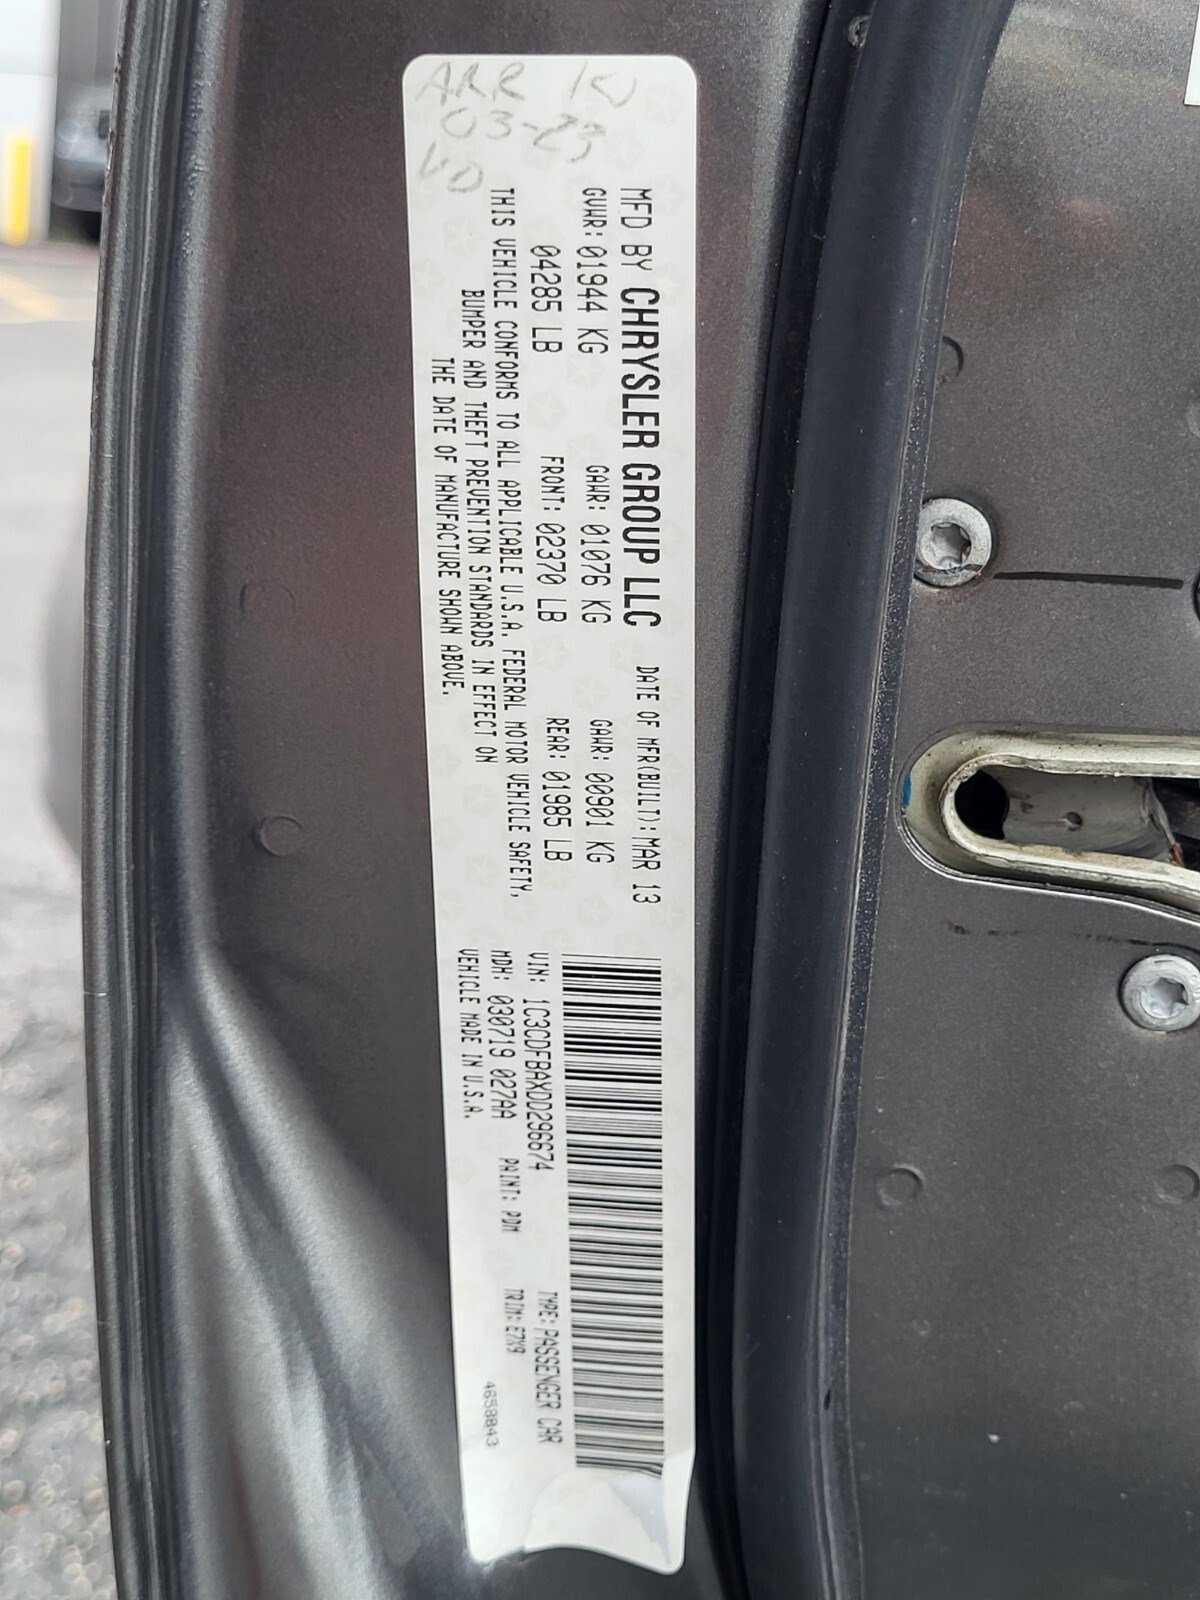 ARR
03-23
MFD BY CHRYSLER GROUP LLC DATE OF MFR(BUILT): MAR 13
GVWR: 01944 KG GAWR: 01076 KG GAWR: 00901 KG
04285 LB FRONT: 02370 LB REAR: 01985 LB
THIS VEHICLE CONFORMS TO ALL APPLICABLE U.S.A. FEDERAL MOTOR VEHICLE SAFETY,
BUMPER AND THEFT PREVENTION STANDARDS IN EFFECT ON
THE DATE OF MANUFACTURE SHOWN ABOVE.
VIN: 1C3CDFBAXDD296674 TYPE: PASSENGER CAR
MDH: 030719 027AA PAINT: PDM TRIM: E7X9
VEHICLE MADE IN U.S.A. 4658843